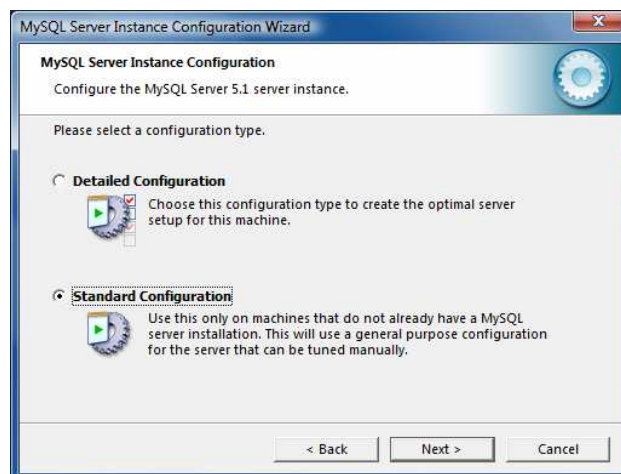 MySQL Server Instance Configuration Wizard
MySQL Server Instance Configuration
Configure the MySQL Server 5.1 server instance.
Please select a configuration type.
Detailed Configuration
Choose this configuration type to create the optimal server
setup for this machine.
Standard Configuration
Use this only on machines that do not already have a MySQL
server installation. This will use a general purpose configuration
for the server that can be tuned manually.
< Back
Next >
Cancel